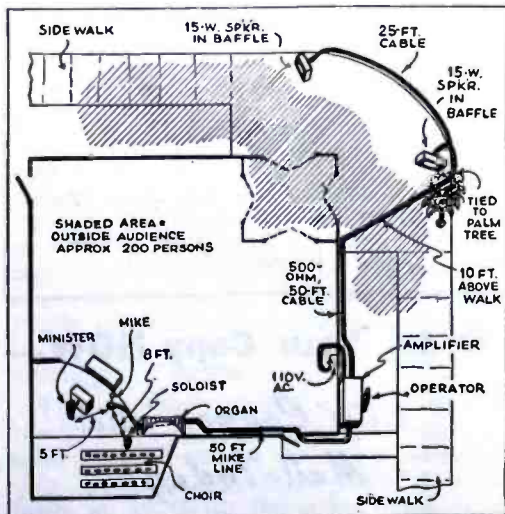 SIDEWALK
15-W. SPKR.
IN BAFFLE
25-FT.
CABLE
15-W.
SPKR
IN
BAFFLE
TIED
TO
PALM
TREE
SHADED AREA =
OUTSIDE AUDIENCE
APPROX 200 PERSONS
500-
OHM,
50-FT.
CABLE
10 FT.
ABOVE
WALK
MINISTER
MIKE
8 FT.
SOLOIST
ORGAN
110V.
AC.
AMPLIFIER
OPERATOR
5 FT.
50 FT
MIKE
LINE
CHOIR
SIDEWALK